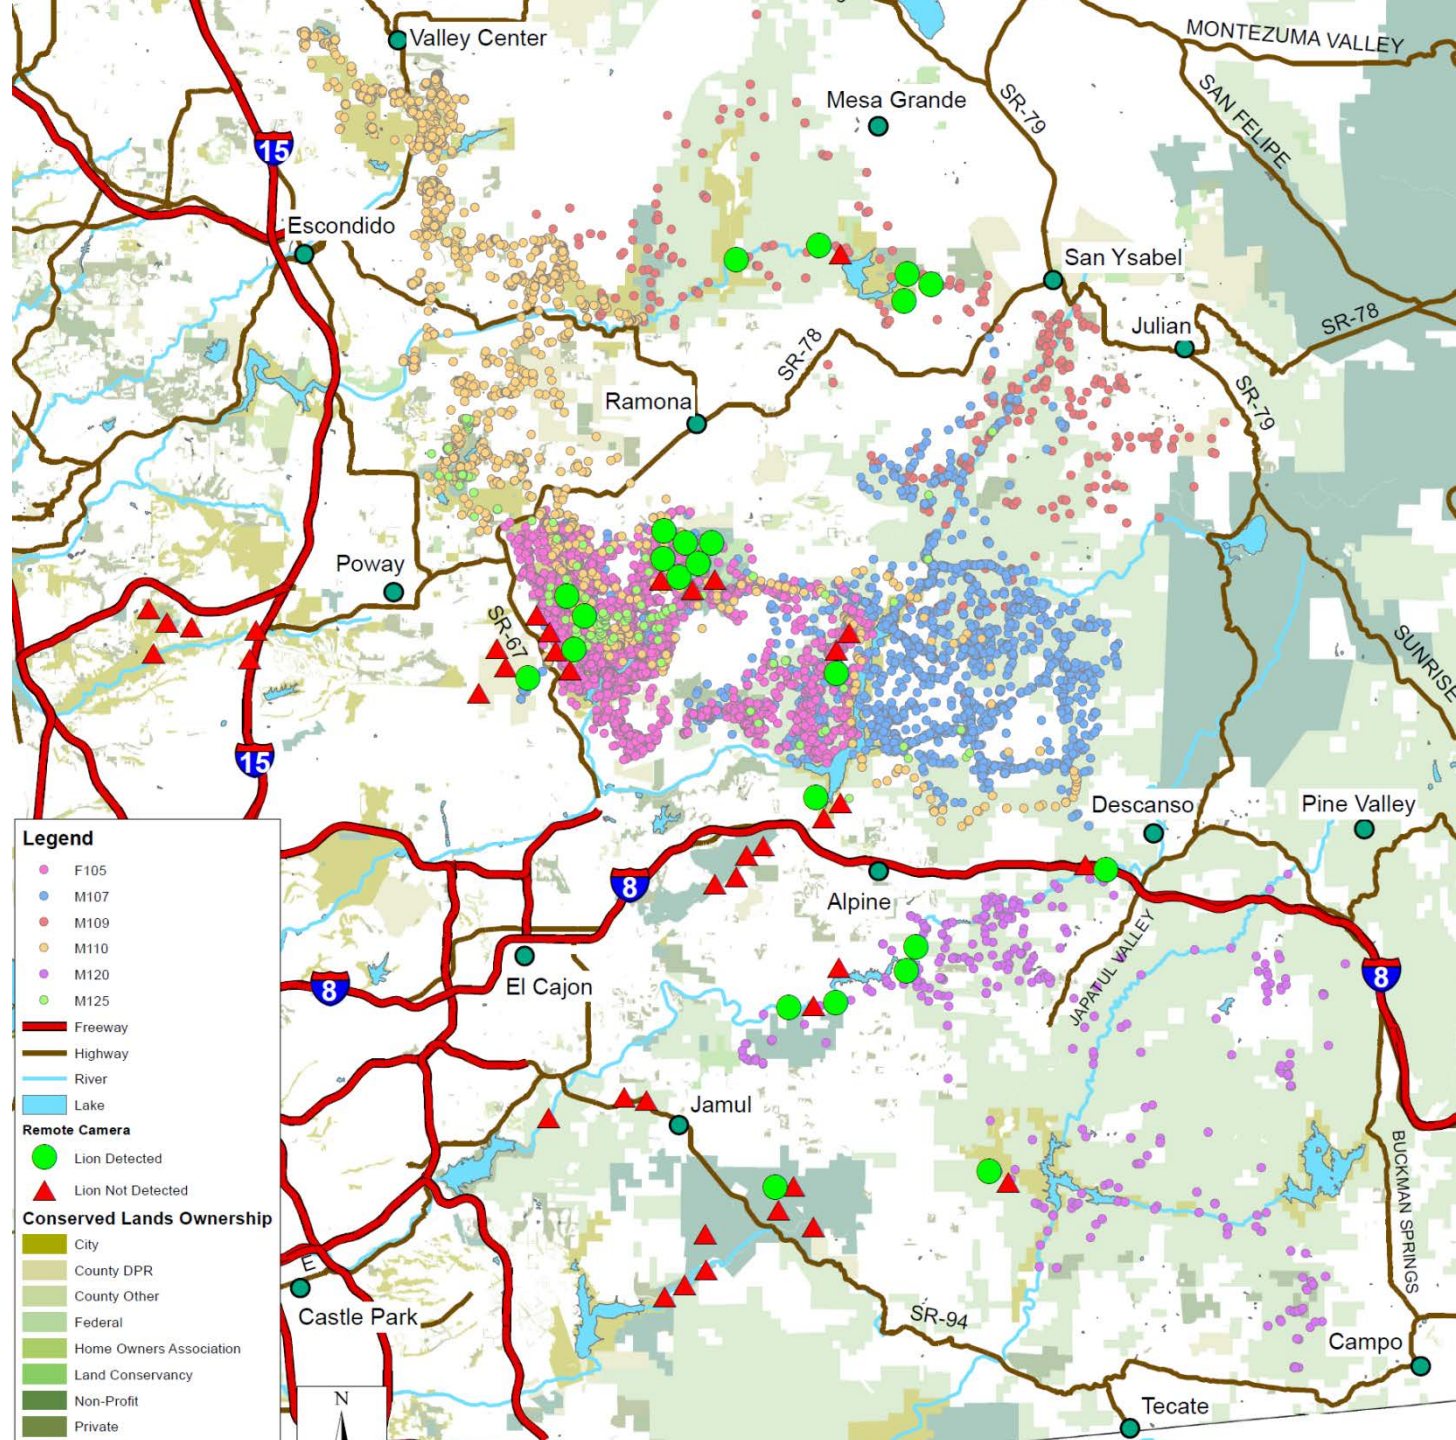 Valley Center
MONTEZUMA VALLEY
SAN FELIPE
SR-79
Mesa Grande
15
Escondido
San Ysabel
SR-78
Julian
SR-78
SR-79
Ramona
Poway
SR-67
SUNRISE
15
Descanso
Pine Valley
8
Alpine
JAPATUL VALLEY
El Cajon
8
8
Jamul
BUCKMAN SPRINGS
E
Castle Park
SR-94
Campo
Tecate
N
Legend
F105
M107
M109
M110
M120
M125
Freeway
Highway
River
Lake
Remote Camera
Lion Detected
Lion Not Detected
Conserved Lands Ownership
City
County DPR
County Other
Federal
Home Owners Association
Land Conservancy
Non-Profit
Private